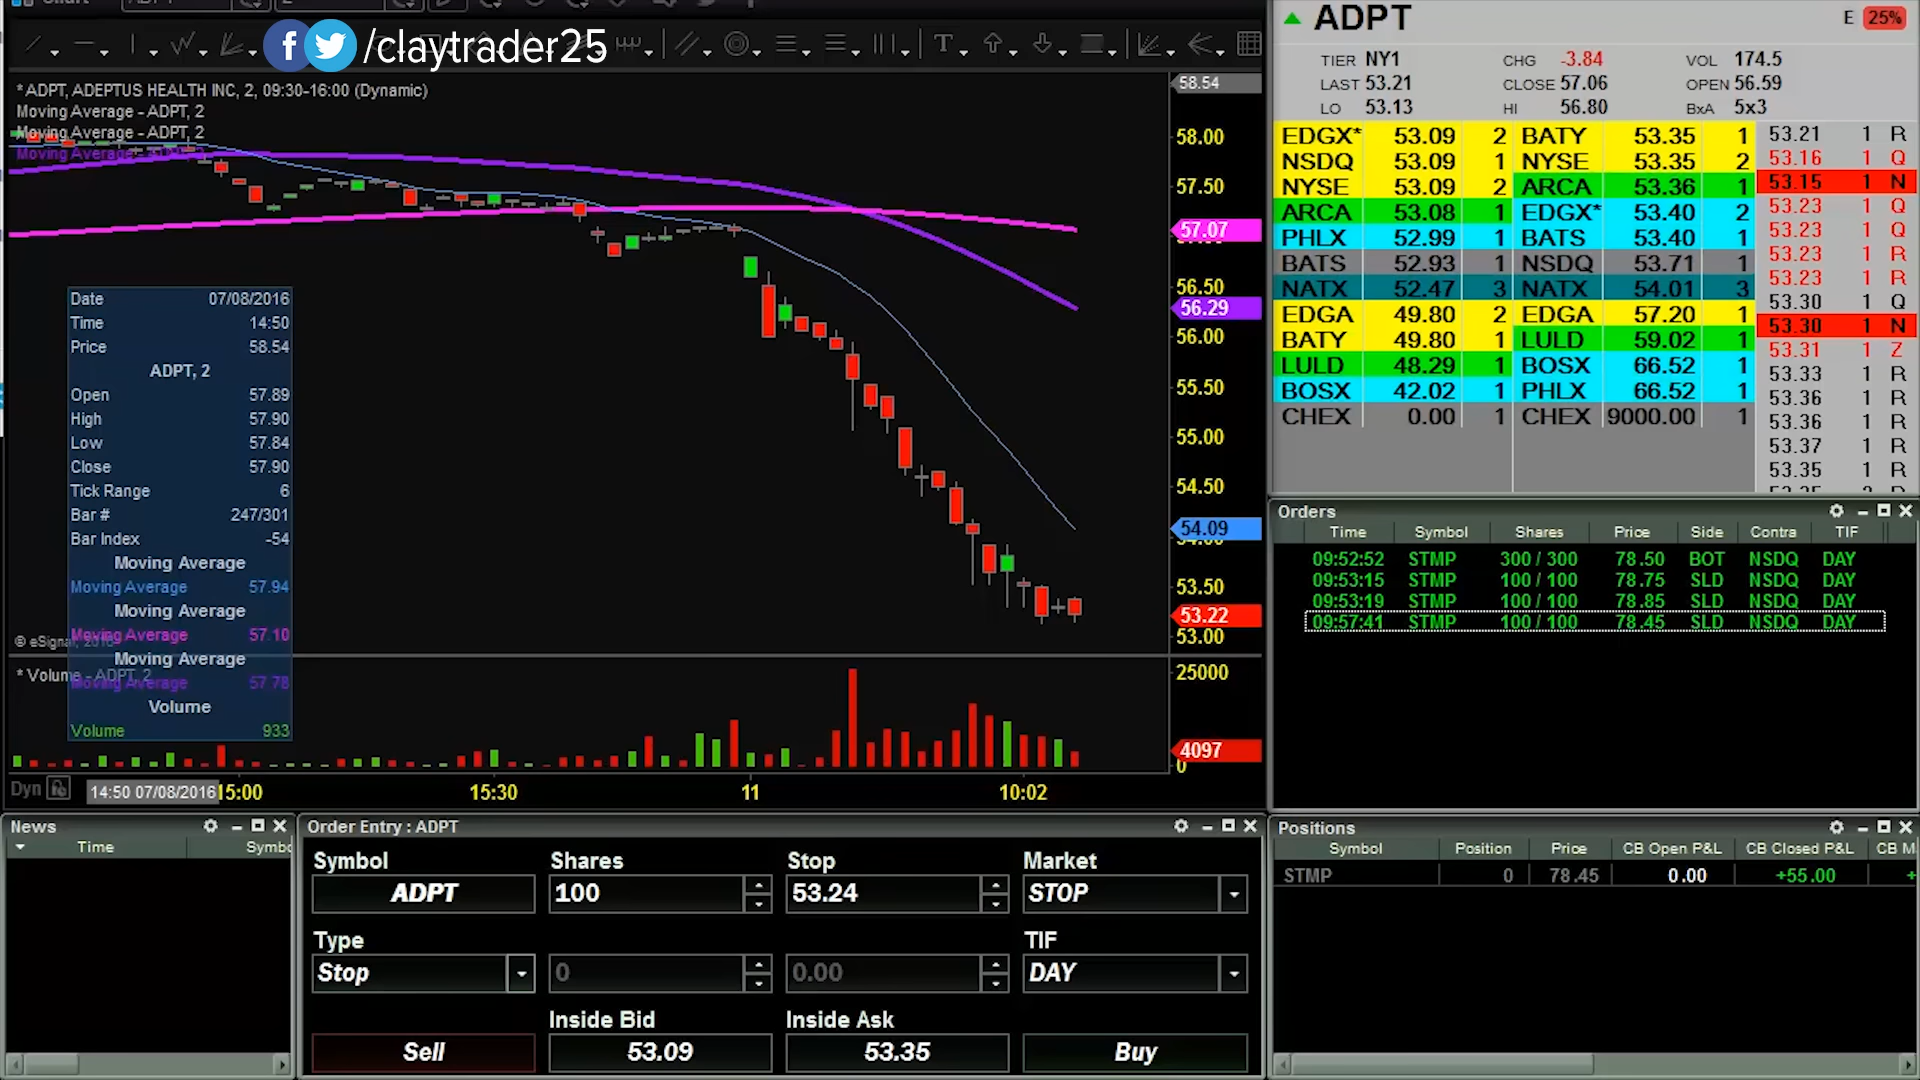 /claytrader25
* ADPT, ADEPTUS HEALTH INC, 2, 09:30-16:00 (Dynamic)
Moving Average - ADPT, 2
Moving Average - ADPT, 2
Moving Average - ADPT, 2
Date 07/08/2016
Time 14:50
Price 58.54
ADPT, 2
Open 57.89
High 57.90
Low 57.84
Close 57.90
Tick Range 6
Bar # 247/301
Bar Index -54
Moving Average
Moving Average 57.94
Moving Average
Moving Average 57.10
Moving Average
Moving Average 57.78
Volume
Volume 933
© eSignal, 2016
* Volume - ADPT, 2
58.54
58.00
57.50
57.07
56.50
56.29
56.00
55.50
55.00
54.50
54.09
54.00
53.50
53.22
53.00
25000
4097
0
Dyn
14:50 07/08/2016
15:00
15:30
11
10:02
ADPT
E 25%
TIER NY1 CHG -3.84 VOL 174.5
LAST 53.21 CLOSE 57.06 OPEN 56.59
LO 53.13 HI 56.80 BxA 5x3
EDGX* 53.09 2 BATY 53.35 1
NSDQ 53.09 1 NYSE 53.35 2
NYSE 53.09 2 ARCA 53.36 1
ARCA 53.08 1 EDGX* 53.40 2
PHLX 52.99 1 BATS 53.40 1
BATS 52.93 1 NSDQ 53.71 1
NATX 52.47 3 NATX 54.01 3
EDGA 49.80 2 EDGA 57.20 1
BATY 49.80 1 LULD 59.02 1
LULD 48.29 1 BOSX 66.52 1
BOSX 42.02 1 PHLX 66.52 1
CHEX 0.00 1 CHEX 9000.00 1
53.21 1 R
53.16 1 Q
53.15 1 N
53.23 1 Q
53.23 1 Q
53.23 1 R
53.23 1 R
53.30 1 Q
53.30 1 N
53.31 1 Z
53.33 1 R
53.36 1 R
53.36 1 R
53.37 1 R
53.35 1 R
Orders
Time Symbol Shares Price Side Contra TIF
09:52:52 STMP 300 / 300 78.50 BOT NSDQ DAY
09:53:15 STMP 100 / 100 78.75 SLD NSDQ DAY
09:53:19 STMP 100 / 100 78.85 SLD NSDQ DAY
09:57:41 STMP 100 / 100 78.45 SLD NSDQ DAY
News
Time Symbo
Order Entry : ADPT
Symbol Shares Stop Market
ADPT 100 53.24 STOP
Type TIF
Stop 0 0.00 DAY
Inside Bid Inside Ask
Sell 53.09 53.35 Buy
Positions
Symbol Position Price CB Open P&L CB Closed P&L CB M
STMP 0 78.45 0.00 +55.00 +